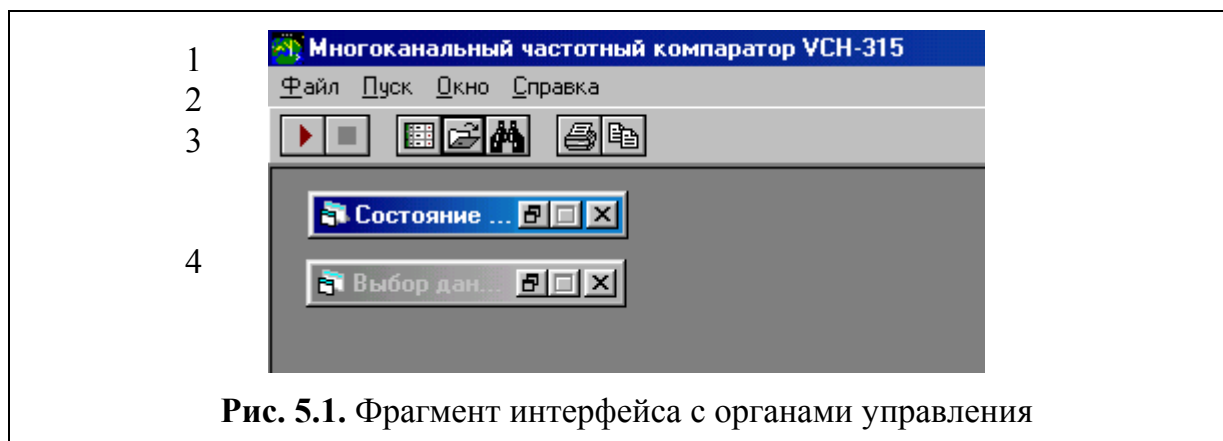 1
Многоканальный частотный компаратор VCH-315
2
Файл Пуск Окно Справка
3
Состояние ...
4
Выбор дан...
Рис. 5.1. Фрагмент интерфейса с органами управления